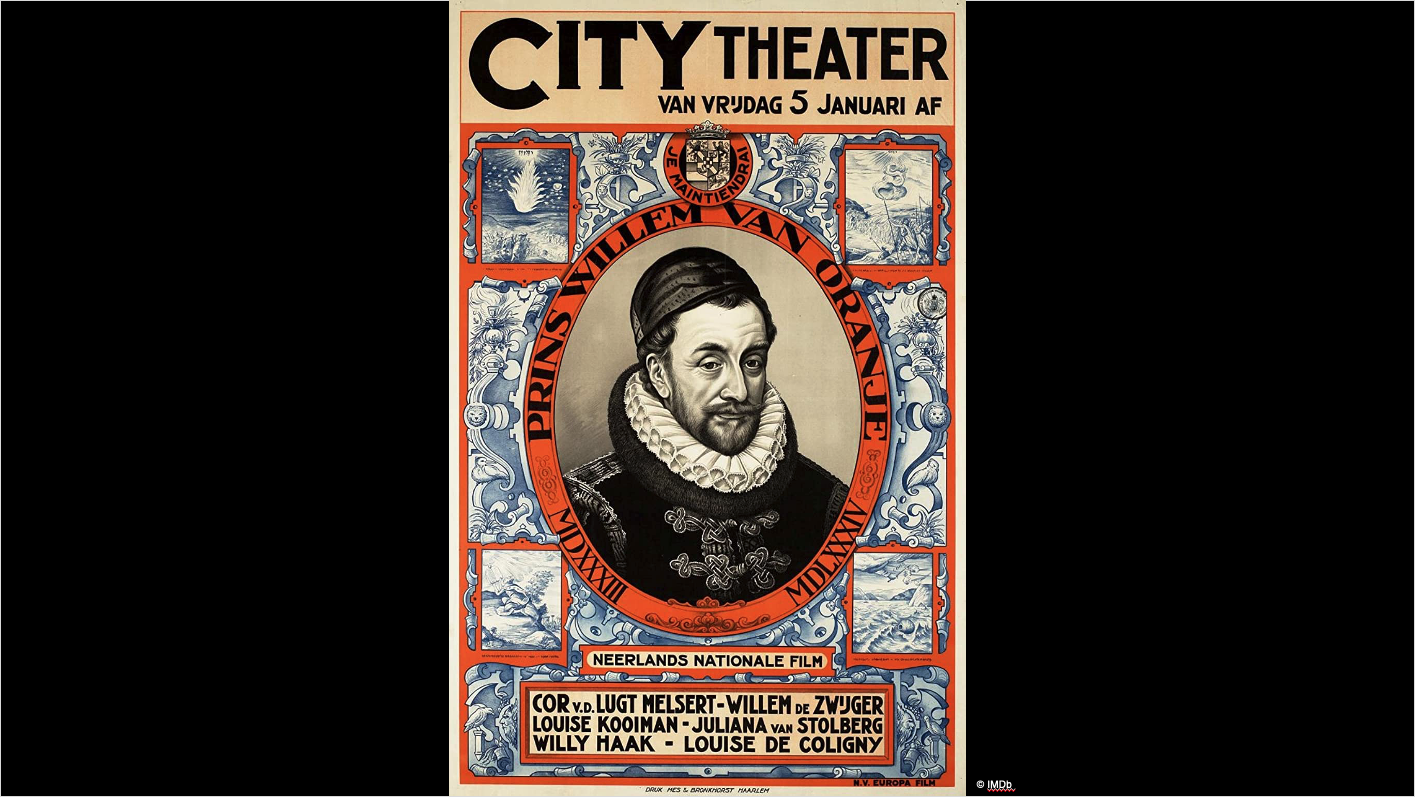 CITY THEATER
VAN VRIJDAG 5 JANUARI AF
JE MAINTIENDRAI
PRINS WILLEM VAN ORANJE
MDXXXIII
MDLXXXIV
NEERLANDS NATIONALE FILM
COR V.D. LUGT MELSERT-WILLEM DE ZWIJGER
LOUISE KOOIMAN - JULIANA VAN STOLBERG
WILLY HAAK - LOUISE DE COLIGNY
N.V. EUROPA FILM
DRUK MES & BRONKHORST HAARLEM
© IMDb